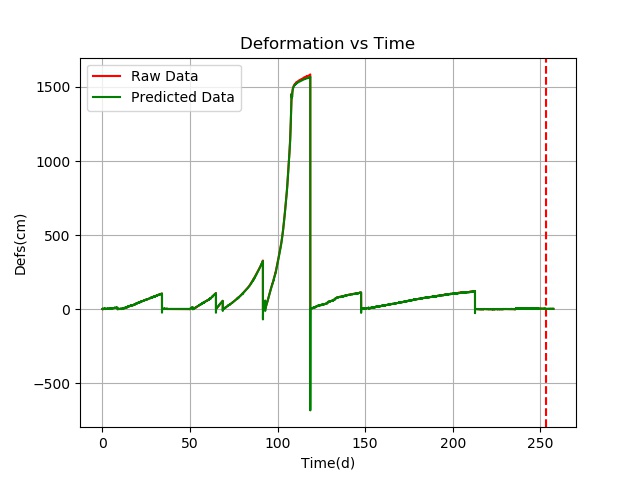 Deformation vs Time
Raw Data
Predicted Data
1500
1000
500
0
−500
Defs(cm)
0 50 100 150 200 250
Time(d)